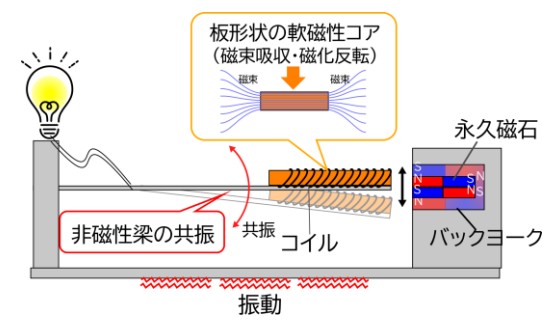 板形状の軟磁性コア
（磁束吸収・磁化反転）
磁束
磁束
永久磁石
S
N
S N
N S
非磁性梁の共振
共振
コイル
バックヨーク
振動